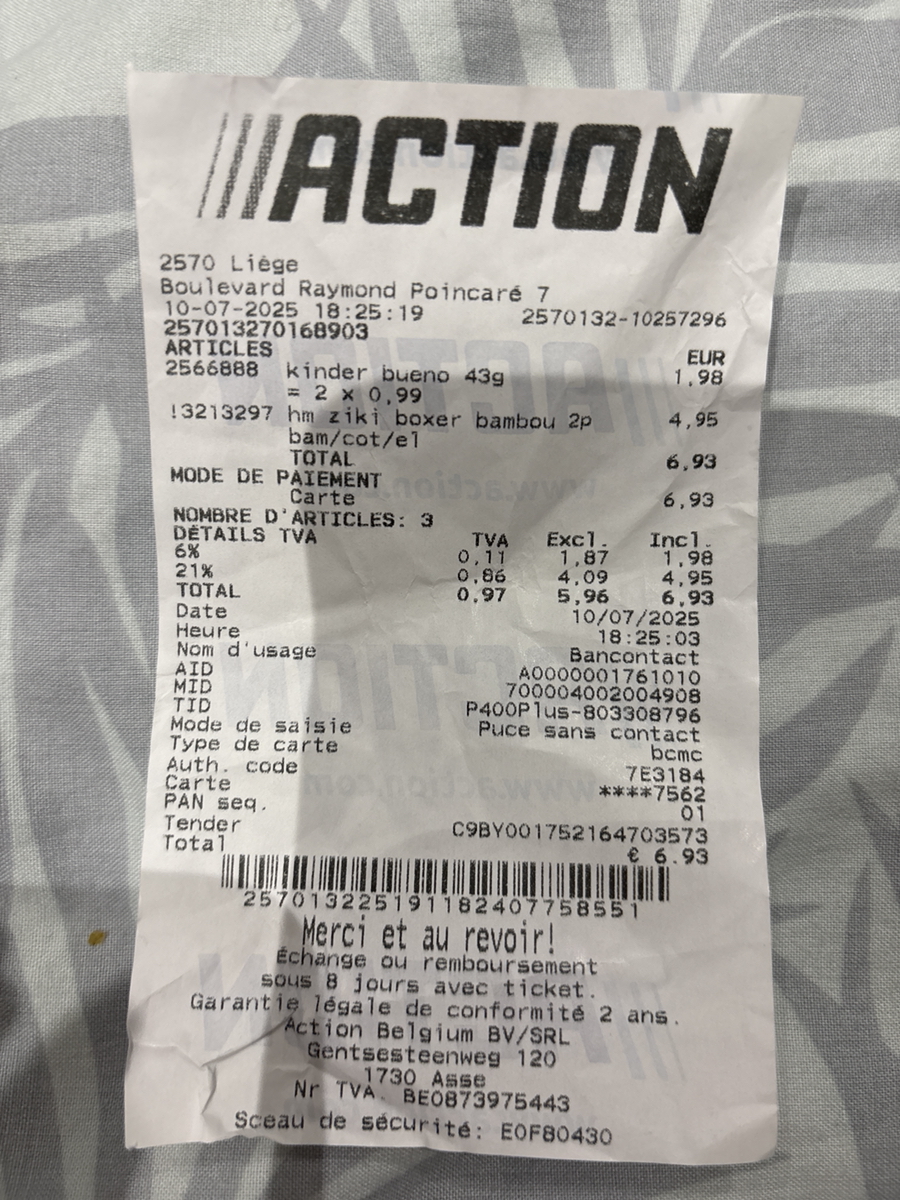 ACTION
2570 Liège
Boulevard Raymond Poincaré 7
10-07-2025 18:25:19 2570132-10257296
257013270168903
ARTICLES EUR
2566888 kinder bueno 43g 1,98
= 2 x 0,99
!3213297 hm ziki boxer bambou 2p 4,95
bam/cot/el
TOTAL 6,93
MODE DE PAIEMENT
Carte 6,93
NOMBRE D'ARTICLES: 3
DÉTAILS TVA TVA Excl. Incl.
6% 0,11 1,87 1,98
21% 0,86 4,09 4,95
TOTAL 0,97 5,96 6,93
Date 10/07/2025
Heure 18:25:03
Nom d'usage Bancontact
AID A0000001761010
MID 700004002004908
TID P400Plus-803308796
Mode de saisie Puce sans contact
Type de carte bcmc
Auth. code 7E3184
Carte ****7562
PAN seq. 01
Tender C9BY001752164703573
Total € 6.93
257013225191182407758551
Merci et au revoir!
Échange ou remboursement
sous 8 jours avec ticket.
Garantie légale de conformité 2 ans.
Action Belgium BV/SRL
Gentsesteenweg 120
1730 Asse
Nr TVA. BE0873975443
Sceau de sécurité: E0F80430